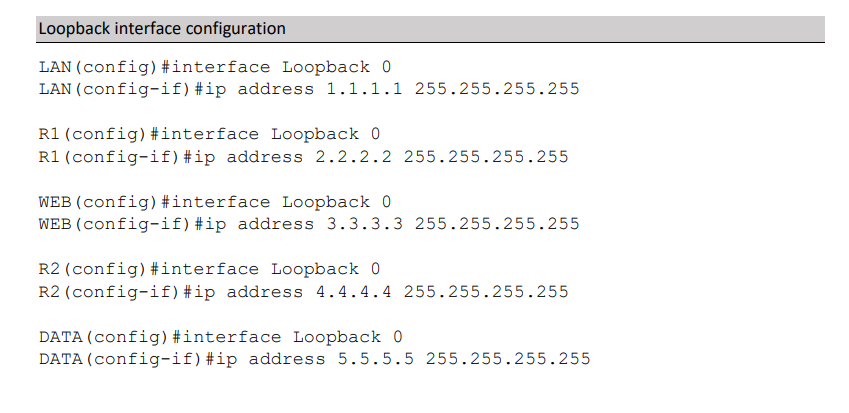 Loopback interface configuration
LAN(config)#interface Loopback 0
LAN(config-if)#ip address 1.1.1.1 255.255.255.255
R1(config)#interface Loopback 0
R1(config-if)#ip address 2.2.2.2 255.255.255.255
WEB(config)#interface Loopback 0
WEB(config-if)#ip address 3.3.3.3 255.255.255.255
R2(config)#interface Loopback 0
R2(config-if)#ip address 4.4.4.4 255.255.255.255
DATA(config)#interface Loopback 0
DATA(config-if)#ip address 5.5.5.5 255.255.255.255